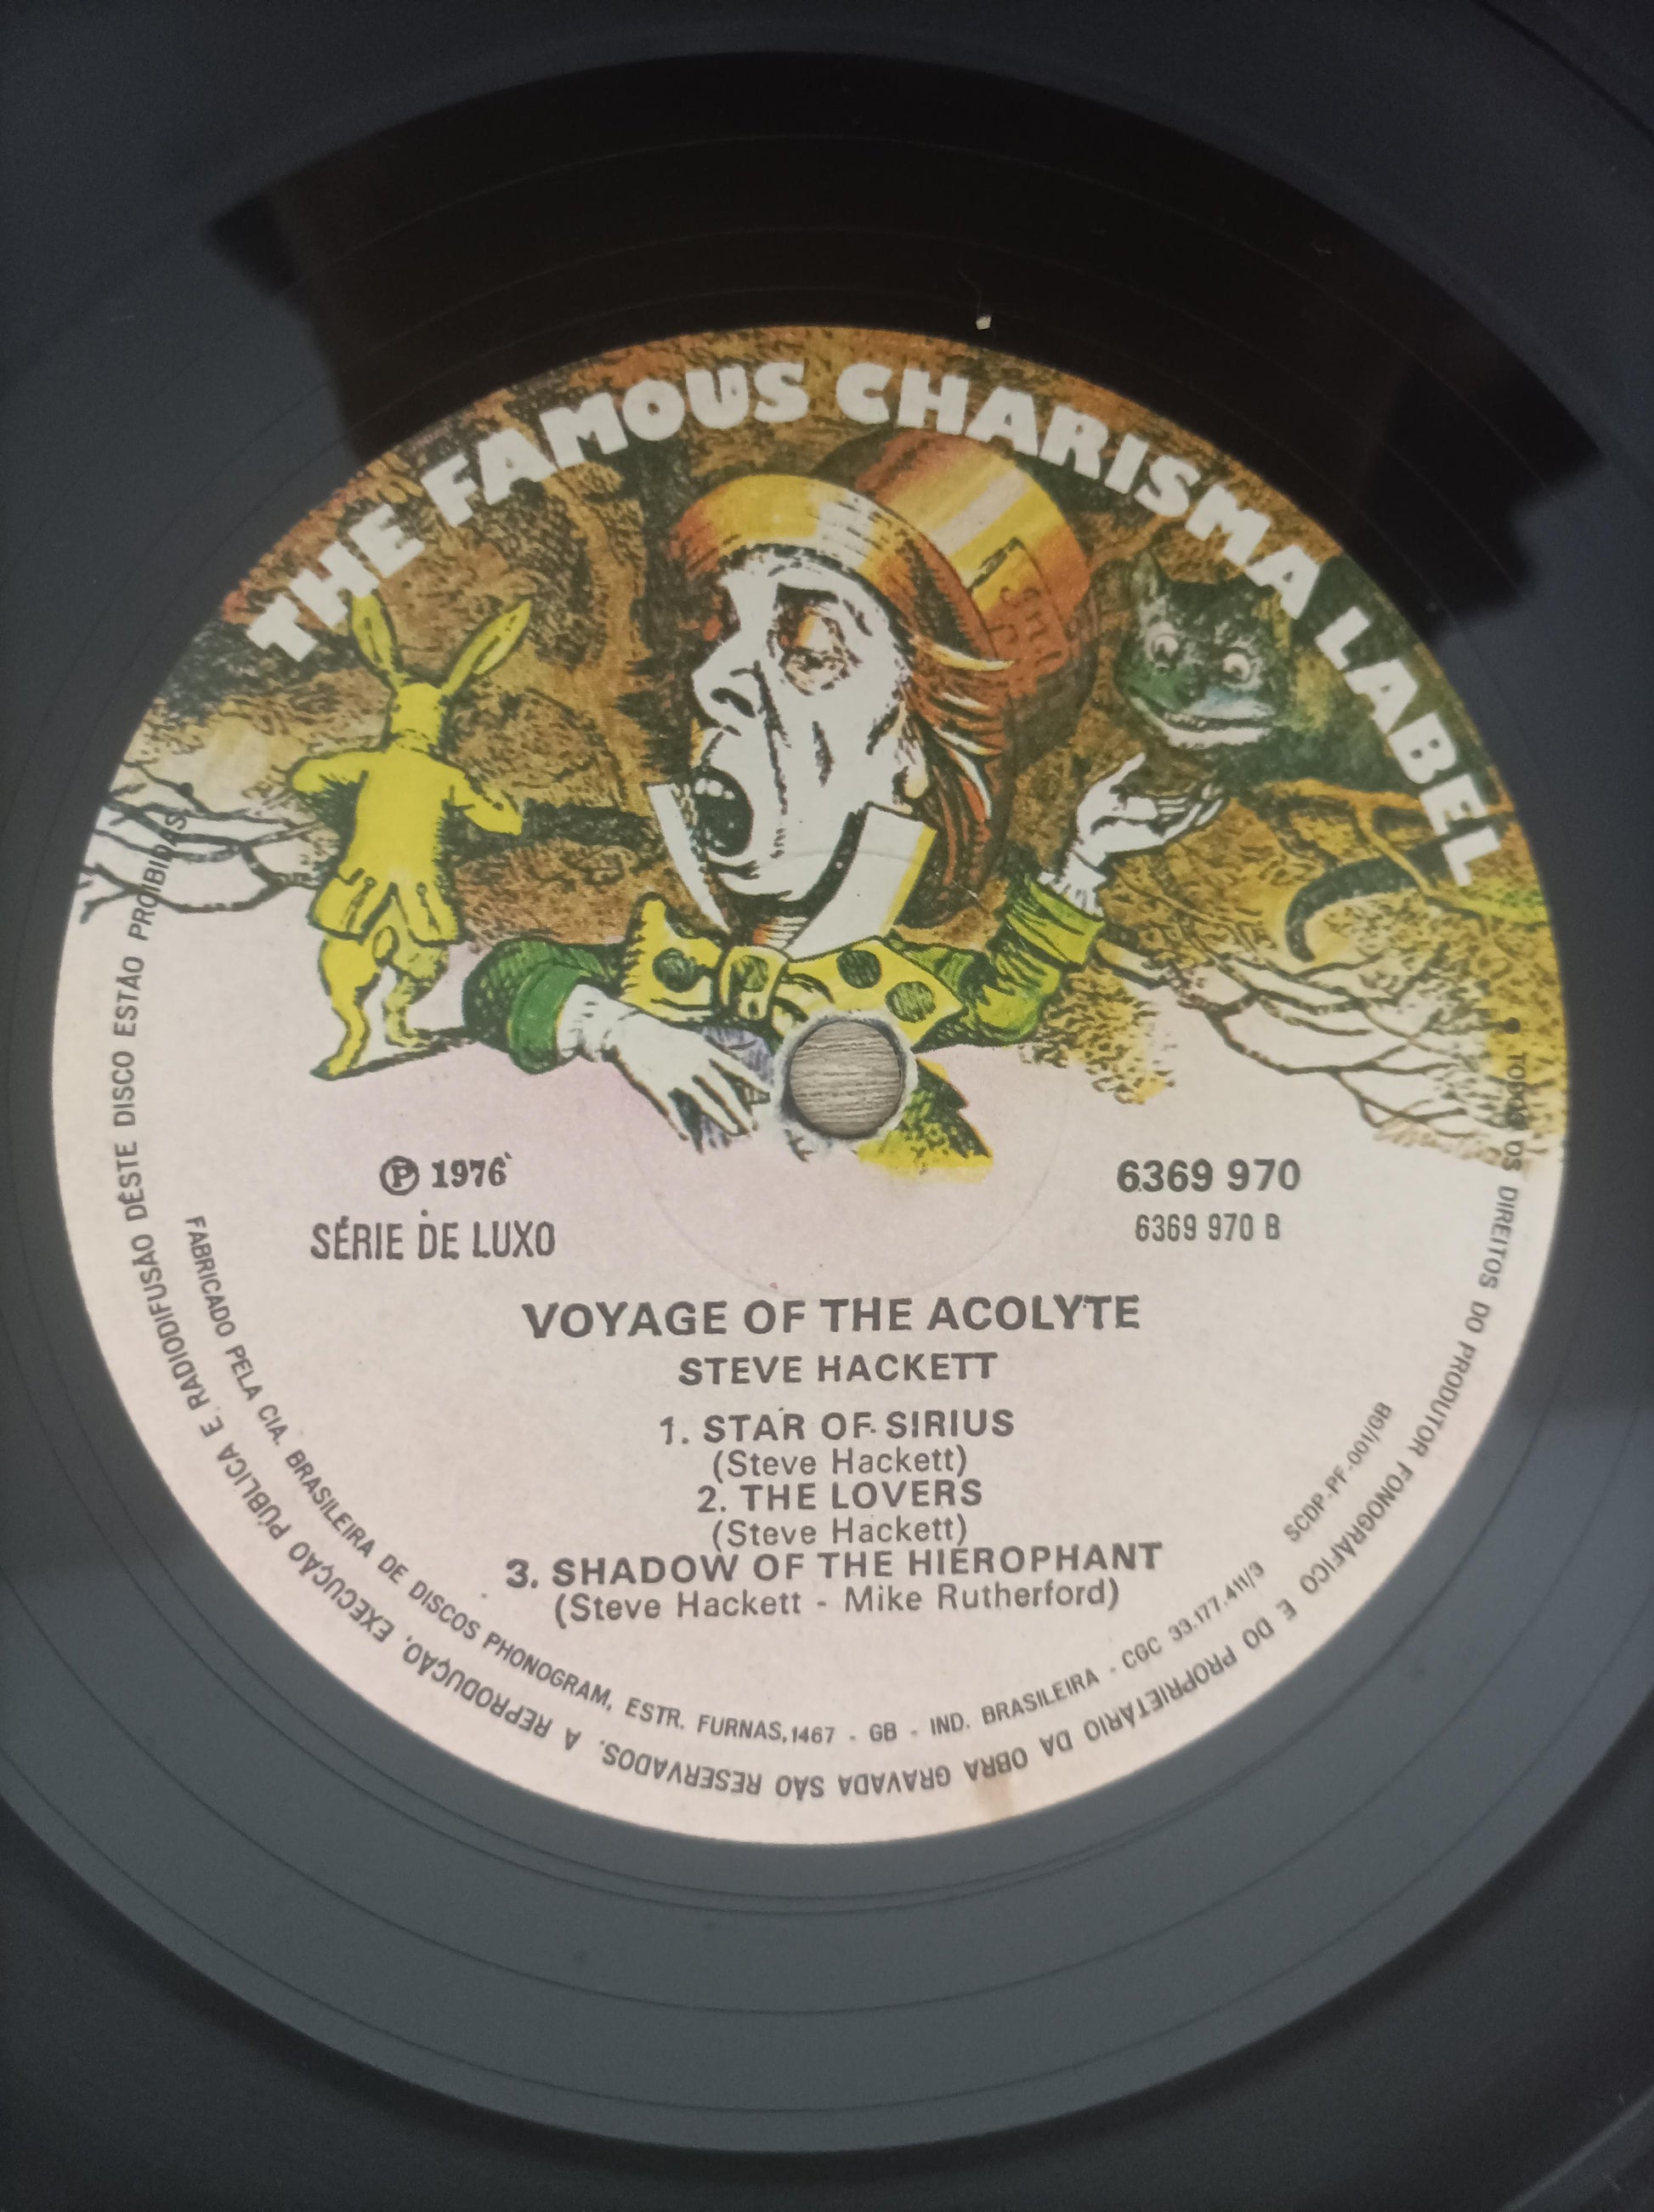 THE FAMOUS CHARISMA LABEL
℗ 1976
SÉRIE DE LUXO
6369 970
6369 970 B
VOYAGE OF THE ACOLYTE
STEVE HACKETT
1. STAR OF SIRIUS
(Steve Hackett)
2. THE LOVERS
(Steve Hackett)
3. SHADOW OF THE HIEROPHANT
(Steve Hackett - Mike Rutherford)
FABRICADO PELA CIA. BRASILEIRA DE DISCOS PHONOGRAM, ESTR. FURNAS, 1467 - GB - IND. BRASILEIRA - CGC 33.177.411/3 SCDP-PF-001/GB
• TODOS OS DIREITOS DO PRODUTOR FONOGRÁFICO E DO PROPRIETÁRIO DA OBRA GRAVADA SÃO RESERVADOS. A REPRODUÇÃO, EXECUÇÃO PÚBLICA E RADIODIFUSÃO DÊSTE DISCO ESTÃO PROIBIDAS •